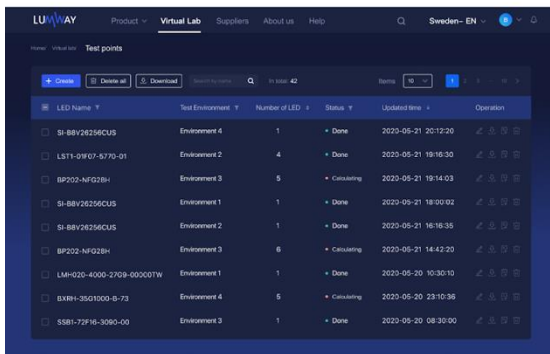 LUMWAY Product Virtual Lab Suppliers About us Help Sweden- EN B
Home Virtual lab Test points
+ Create Delete all Download Search by name In total: 42 Items 10 1 2 3
LED Name Test Environment Number of LED Status Updated time Operation
SI-B8V26256CUS Environment 4 1 Done 2020-05-21 20:12:20
LST1-01F07-5770-01 Environment 2 4 Done 2020-05-21 19:16:30
BP202-NFG28H Environment 3 5 Calculating 2020-05-21 19:14:03
SI-B8V26256CUS Environment 1 1 Done 2020-05-21 18:00:02
SI-B8V26256CUS Environment 2 1 Done 2020-05-21 16:16:35
BP202-NFG28H Environment 3 6 Calculating 2020-05-21 14:42:20
LMH020-4000-27G9-00000TW Environment 1 1 Done 2020-05-20 10:30:10
BXRH-35G1000-B-73 Environment 4 5 Calculating 2020-05-20 23:10:36
SSB1-72F16-3090-00 Environment 3 1 Done 2020-05-20 08:30:00